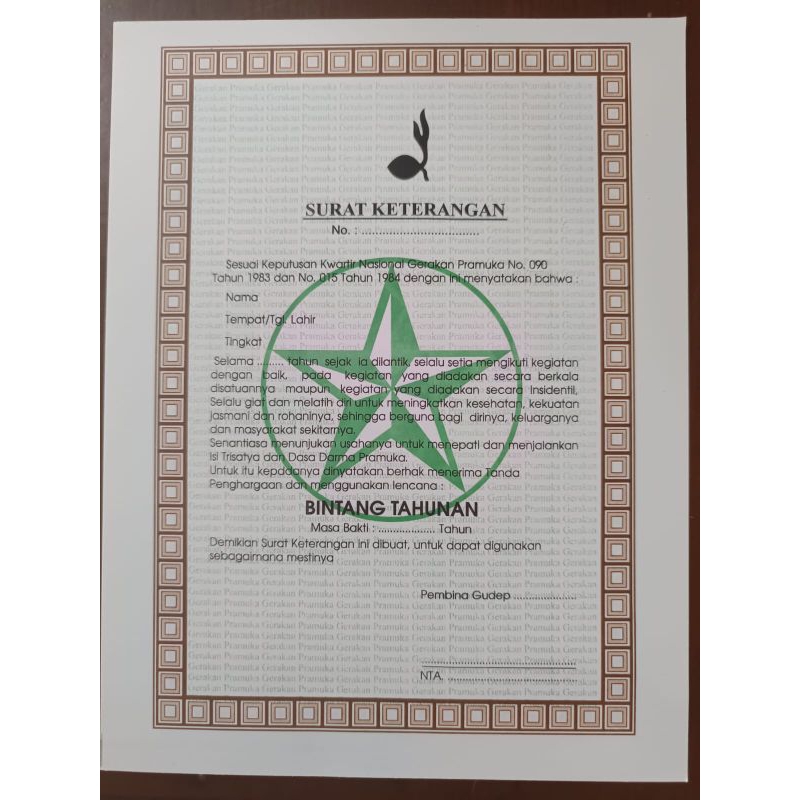 SURAT KETERANGAN
No. : ..................................
Sesuai Keputusan Kwartir Nasional Gerakan Pramuka No. 090
Tahun 1983 dan No. 015 Tahun 1984 dengan ini menyatakan bahwa :
Nama
Tempat/Tgl. Lahir
Tingkat
Selama ......... tahun sejak ia dilantik, selalu setia mengikuti kegiatan
dengan baik, pada kegiatan yang diadakan secara berkala
disatuannya maupun kegiatan yang diadakan secara Insidentil,
Selalu giat dan melatih diri untuk meningkatkan kesehatan, kekuatan
jasmani dan rohaninya, sehingga berguna bagi dirinya, keluarganya
dan masyarakat sekitarnya.
Senantiasa menunjukan usahanya untuk menepati dan menjalankan
isi Trisatya dan Dasa Darma Pramuka.
Untuk itu kepadanya dinyatakan berhak menerima Tanda
Penghargaan dan menggunakan lencana :
BINTANG TAHUNAN
Masa Bakti : ................... Tahun
Demikian Surat Keterangan ini dibuat, untuk dapat digunakan
sebagaimana mestinya
Pembina Gudep ....................
NTA. ........................................